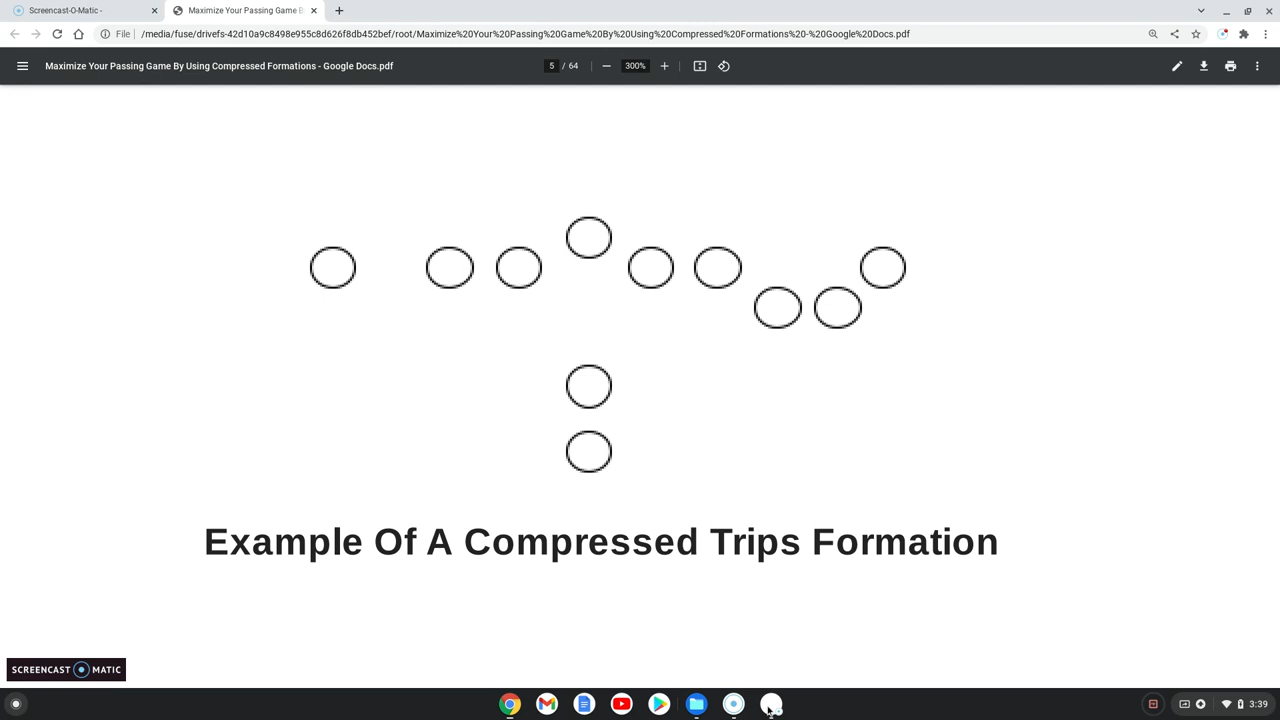 Screencast-O-Matic -
Maximize Your Passing Game B
File
/media/fuse/drivefs-42d10a9c8498e955c8d626f8db452bef/root/Maximize%20Your%20Passing%20Game%20By%20Using%20Compressed%20Formations%20-%20Google%20Docs.pdf
Maximize Your Passing Game By Using Compressed Formations - Google Docs.pdf
5 / 64
300%
Example Of A Compressed Trips Formation
SCREENCAST MATIC
3:39